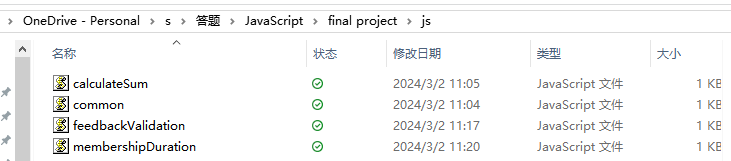 > OneDrive - Personal > s > 答题 > JavaScript > final project > js
名称 状态 修改日期 类型 大小
calculateSum 2024/3/2 11:05 JavaScript 文件 1 KB
common 2024/3/2 11:04 JavaScript 文件 1 KB
feedbackValidation 2024/3/2 11:17 JavaScript 文件 1 KB
membershipDuration 2024/3/2 11:20 JavaScript 文件 1 KB